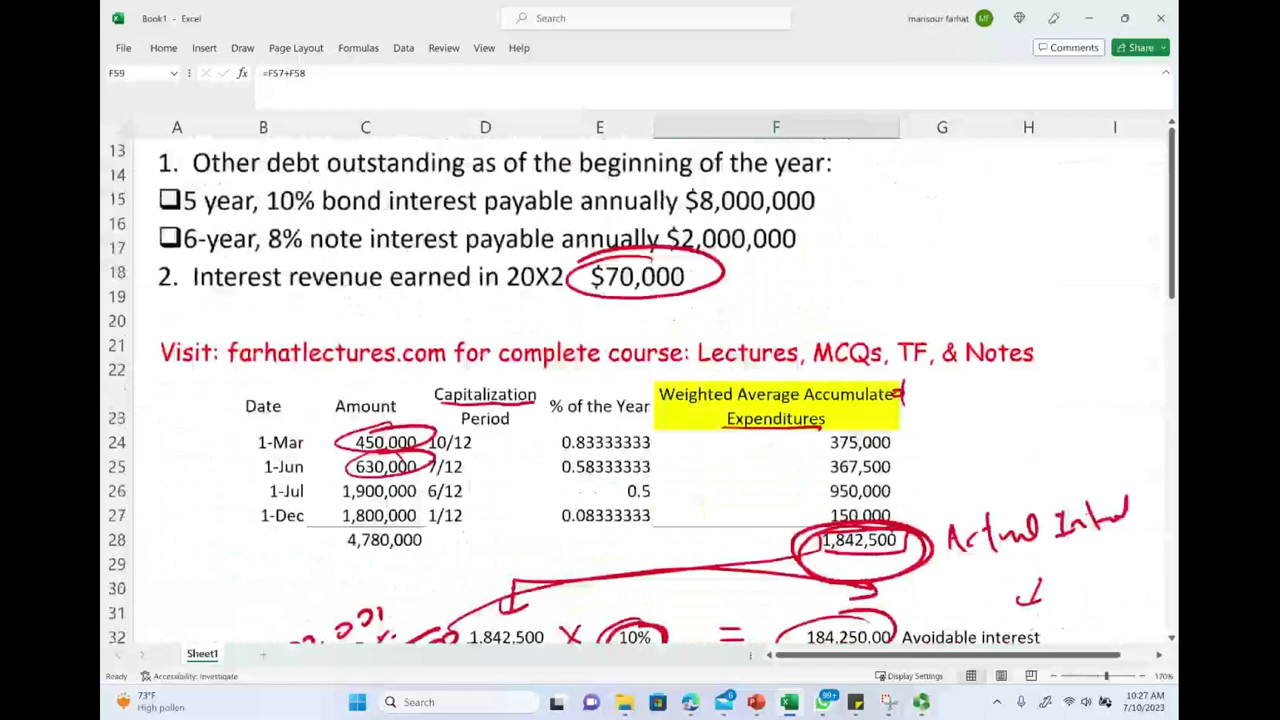 Book1 - Excel
Search
mansour farhat
MF
File Home Insert Draw Page Layout Formulas Data Review View Help
Comments
Share
F59
fx
=F57+F58
A B C D E F G H I
13
14 1. Other debt outstanding as of the beginning of the year:
15 5 year, 10% bond interest payable annually $8,000,000
16
17 6-year, 8% note interest payable annually $2,000,000
18 2. Interest revenue earned in 20X2 $70,000
19
20
21 Visit: farhatlectures.com for complete course: Lectures, MCQs, TF, & Notes
22
Capitalization Weighted Average Accumulated
23 Date Amount Period % of the Year Expenditures
24 1-Mar 450,000 10/12 0.83333333 375,000
25 1-Jun 630,000 7/12 0.58333333 367,500
26 1-Jul 1,900,000 6/12 0.5 950,000
27 1-Dec 1,800,000 1/12 0.08333333 150,000
28 4,780,000 1,842,500
Actual
29
30
31
32 1,842,500 X 10% = 184,250.00 Avoidable interest
Sheet1
Ready Accessibility: Investigate
Display Settings
170%
73°F
High pollen
Search
6
99+
10:27 AM
7/10/2023